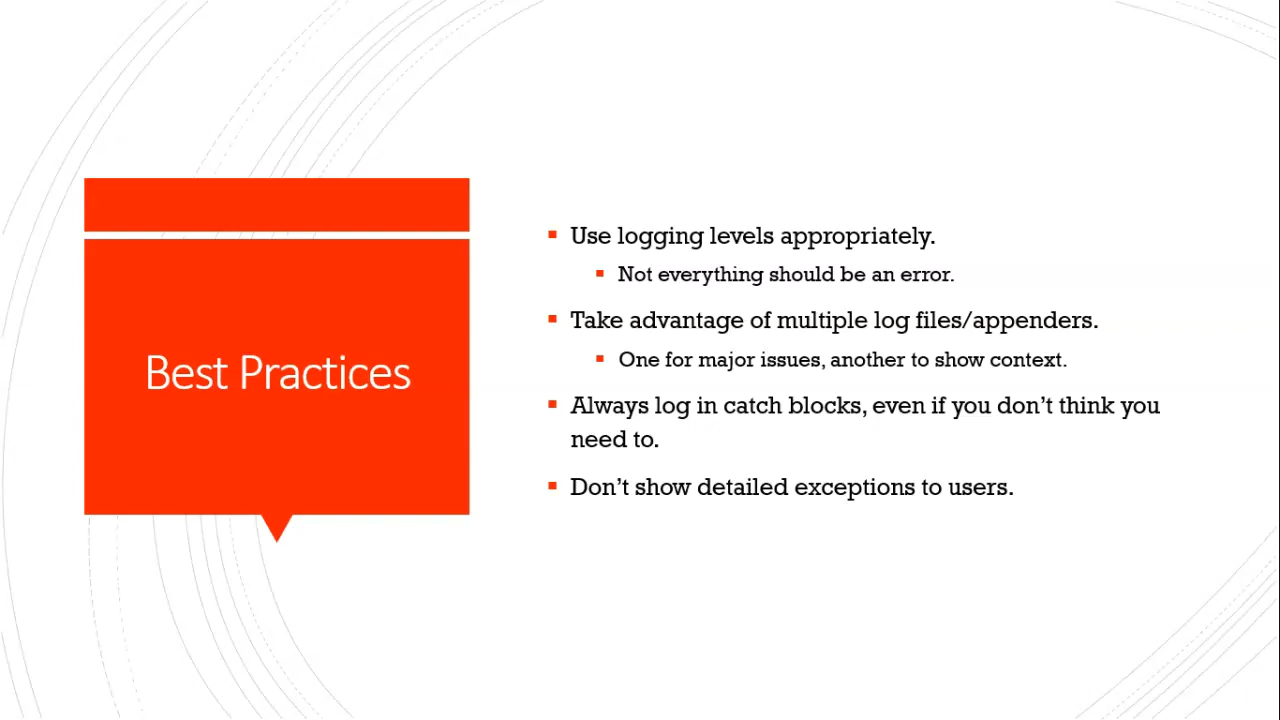 Best Practices
Use logging levels appropriately.
Not everything should be an error.
Take advantage of multiple log files/appenders.
One for major issues, another to show context.
Always log in catch blocks, even if you don’t think you
need to.
Don’t show detailed exceptions to users.